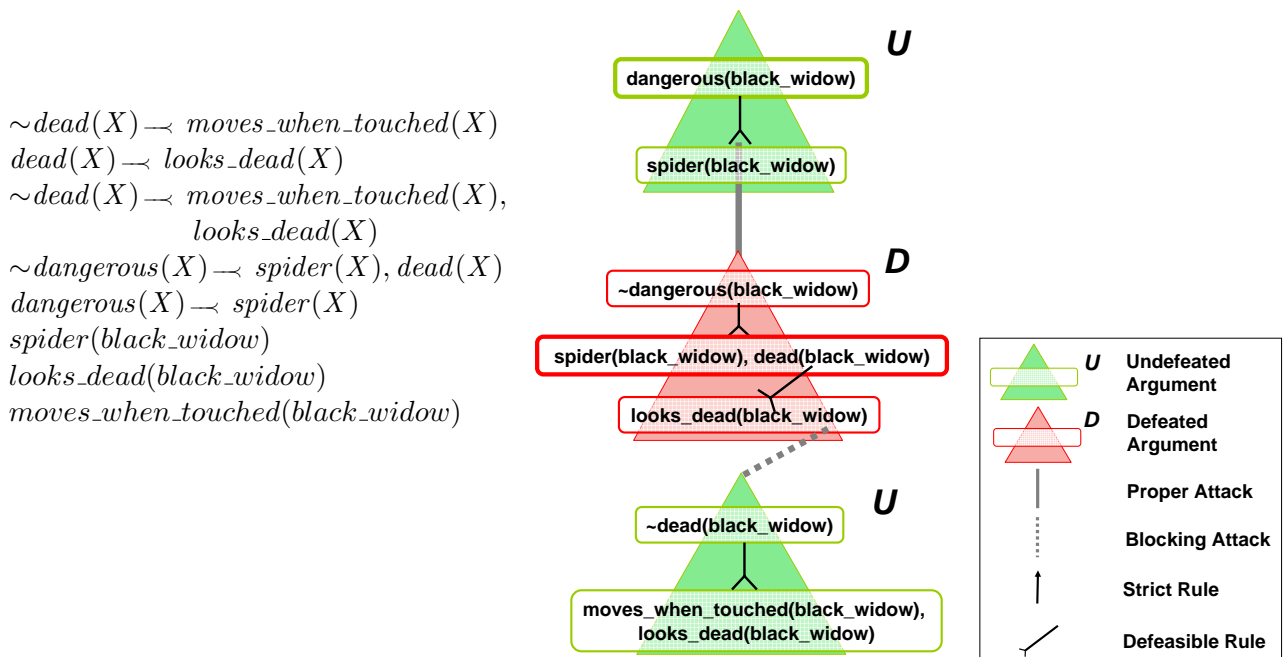 ~dead(X) ⤙ moves_when_touched(X)
dead(X) ⤙ looks_dead(X)
~dead(X) ⤙ moves_when_touched(X),
looks_dead(X)
~dangerous(X) ⤙ spider(X), dead(X)
dangerous(X) ⤙ spider(X)
spider(black_widow)
looks_dead(black_widow)
moves_when_touched(black_widow)
U
dangerous(black_widow)
spider(black_widow)
D
~dangerous(black_widow)
spider(black_widow), dead(black_widow)
looks_dead(black_widow)
U
~dead(black_widow)
moves_when_touched(black_widow),
looks_dead(black_widow)
U
Undefeated
Argument
D
Defeated
Argument
Proper Attack
Blocking Attack
Strict Rule
Defeasible Rule